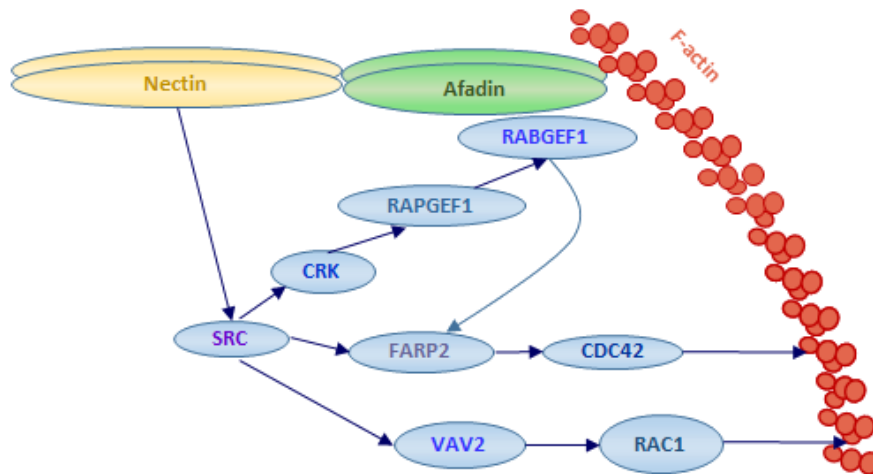 F-actin
Nectin
Afadin
RABGEF1
RAPGEF1
CRK
SRC
FARP2
CDC42
VAV2
RAC1